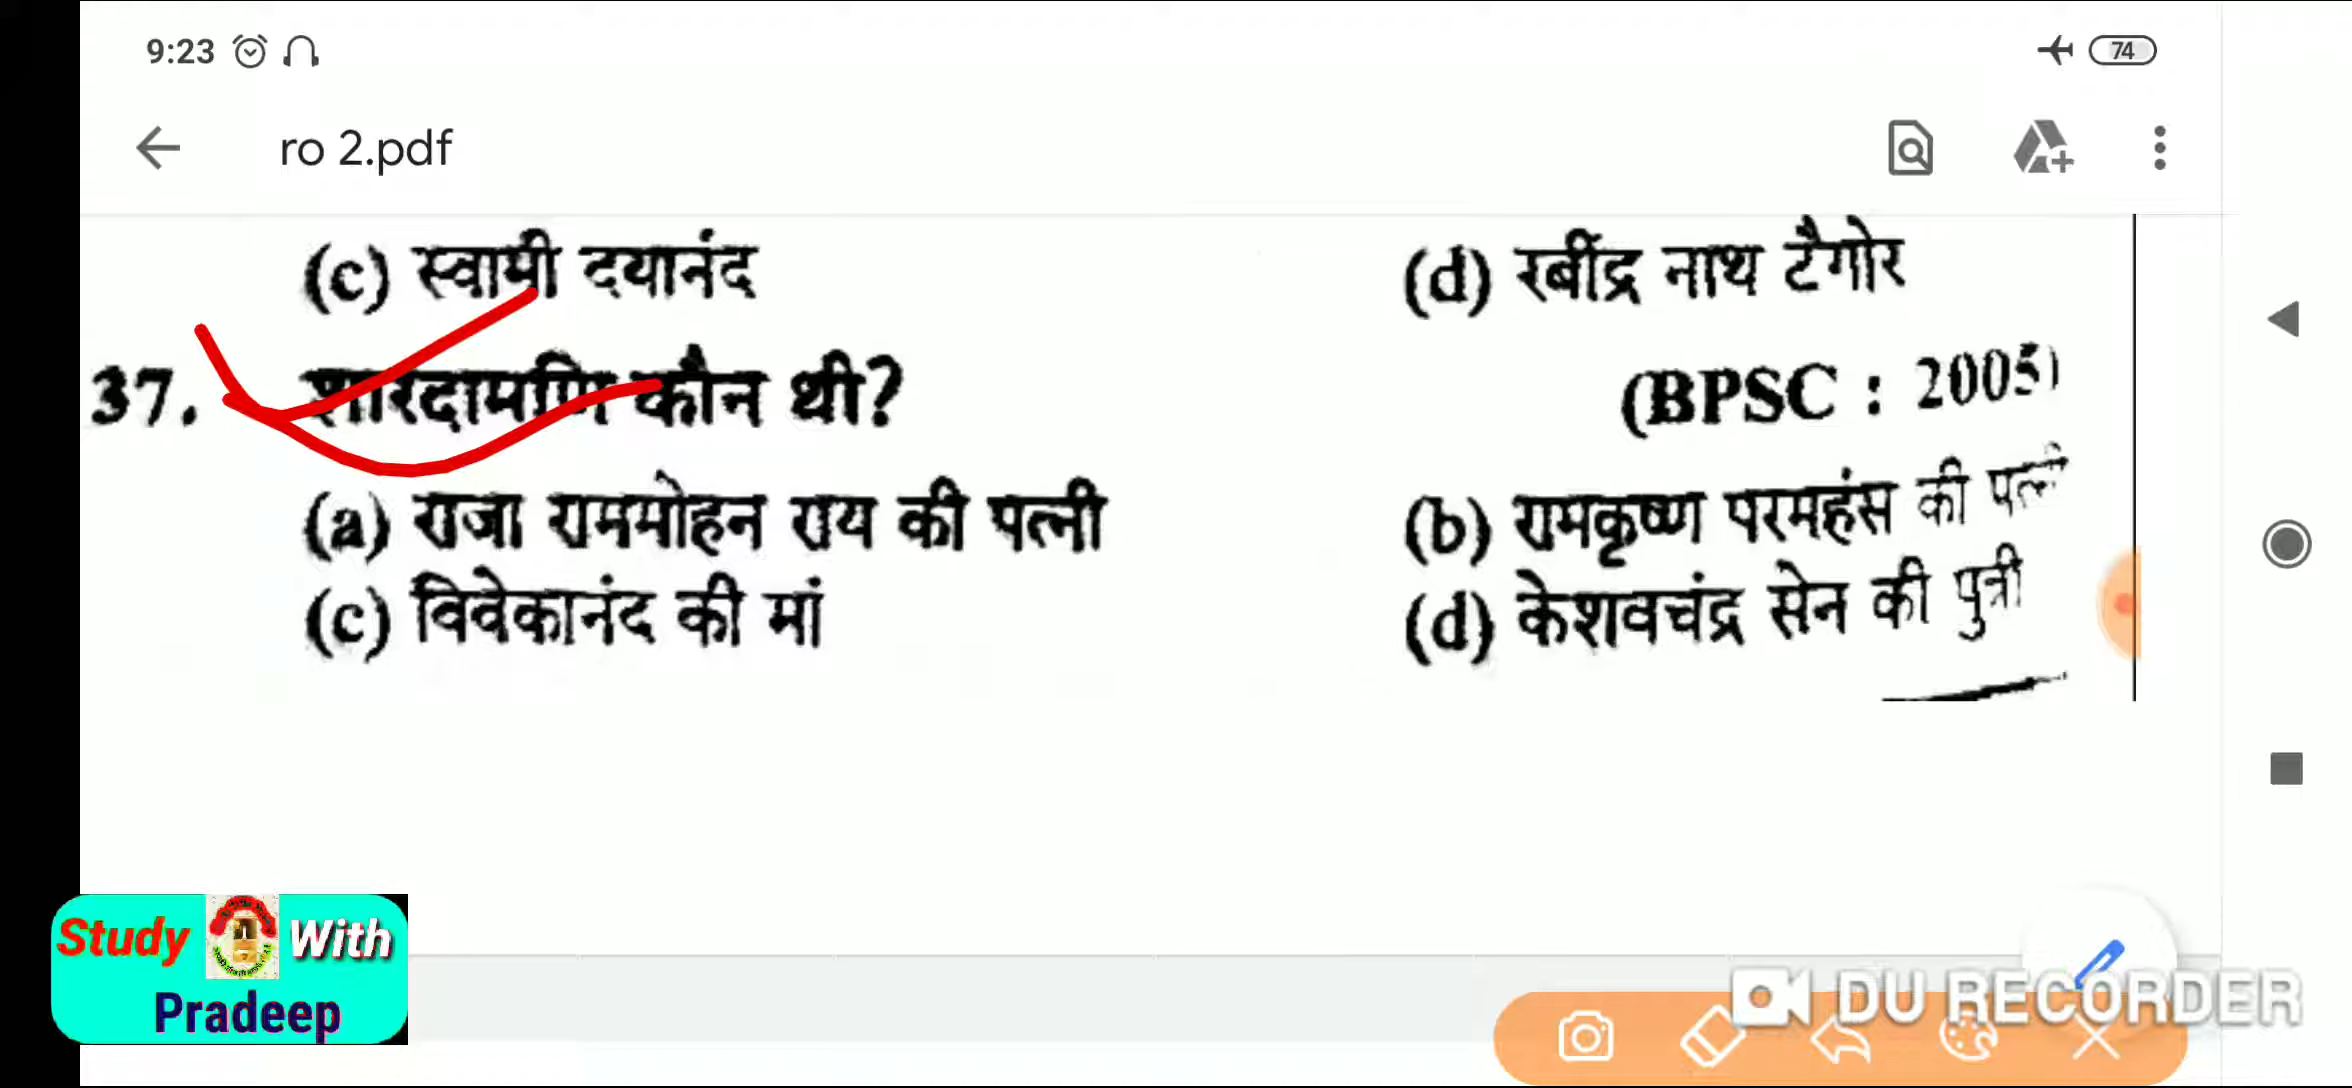 9:23
74
ro 2.pdf
(c) स्वामी दयानंद (d) रबींद्र नाथ टैगोर
37. शारदामणि कौन थी? (BPSC : 2005)
(a) राजा राममोहन राय की पत्नी (b) रामकृष्ण परमहंस की पत्नी
(c) विवेकानंद की मां (d) केशवचंद्र सेन की पुत्री
Study With
Pradeep
DU RECORDER